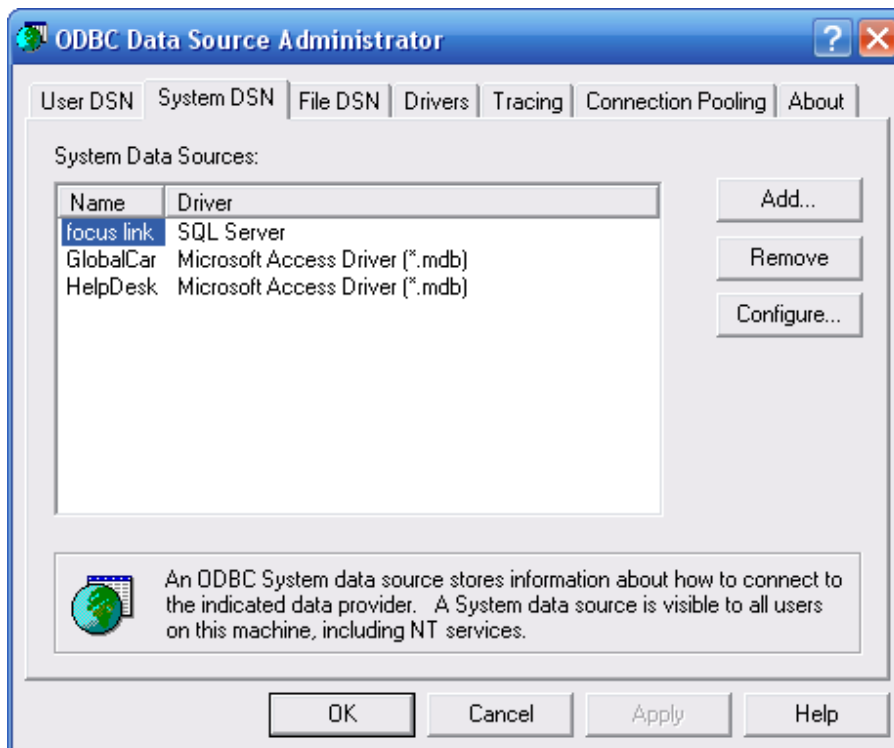 ODBC Data Source Administrator
User DSN System DSN File DSN Drivers Tracing Connection Pooling About
System Data Sources:
Name Driver
focus link SQL Server
GlobalCar Microsoft Access Driver (*.mdb)
HelpDesk Microsoft Access Driver (*.mdb)
Add...
Remove
Configure...
An ODBC System data source stores information about how to connect to
the indicated data provider. A System data source is visible to all users
on this machine, including NT services.
OK Cancel Apply Help